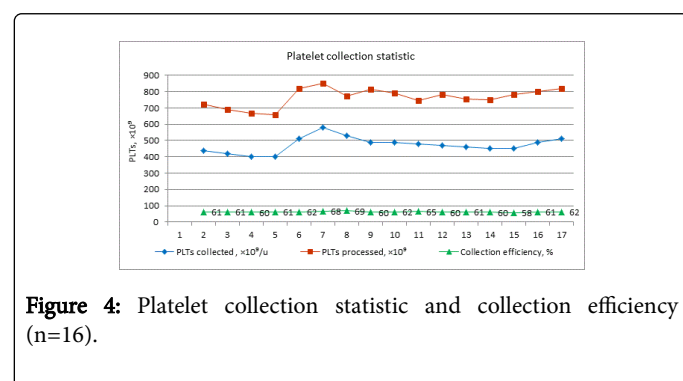 Platelet collection statistic
PLTs, ×10⁹
900
800
700
600
500
400
300
200
100
0
61 61 60 61 62 68 69 60 62 65 60 61 60 58 61 62
1 2 3 4 5 6 7 8 9 10 11 12 13 14 15 16 17
PLTs collected , ×10⁹/u PLTs processed, ×10⁹ Collection efficiency, %
Figure 4: Platelet collection statistic and collection efficiency
(n=16).